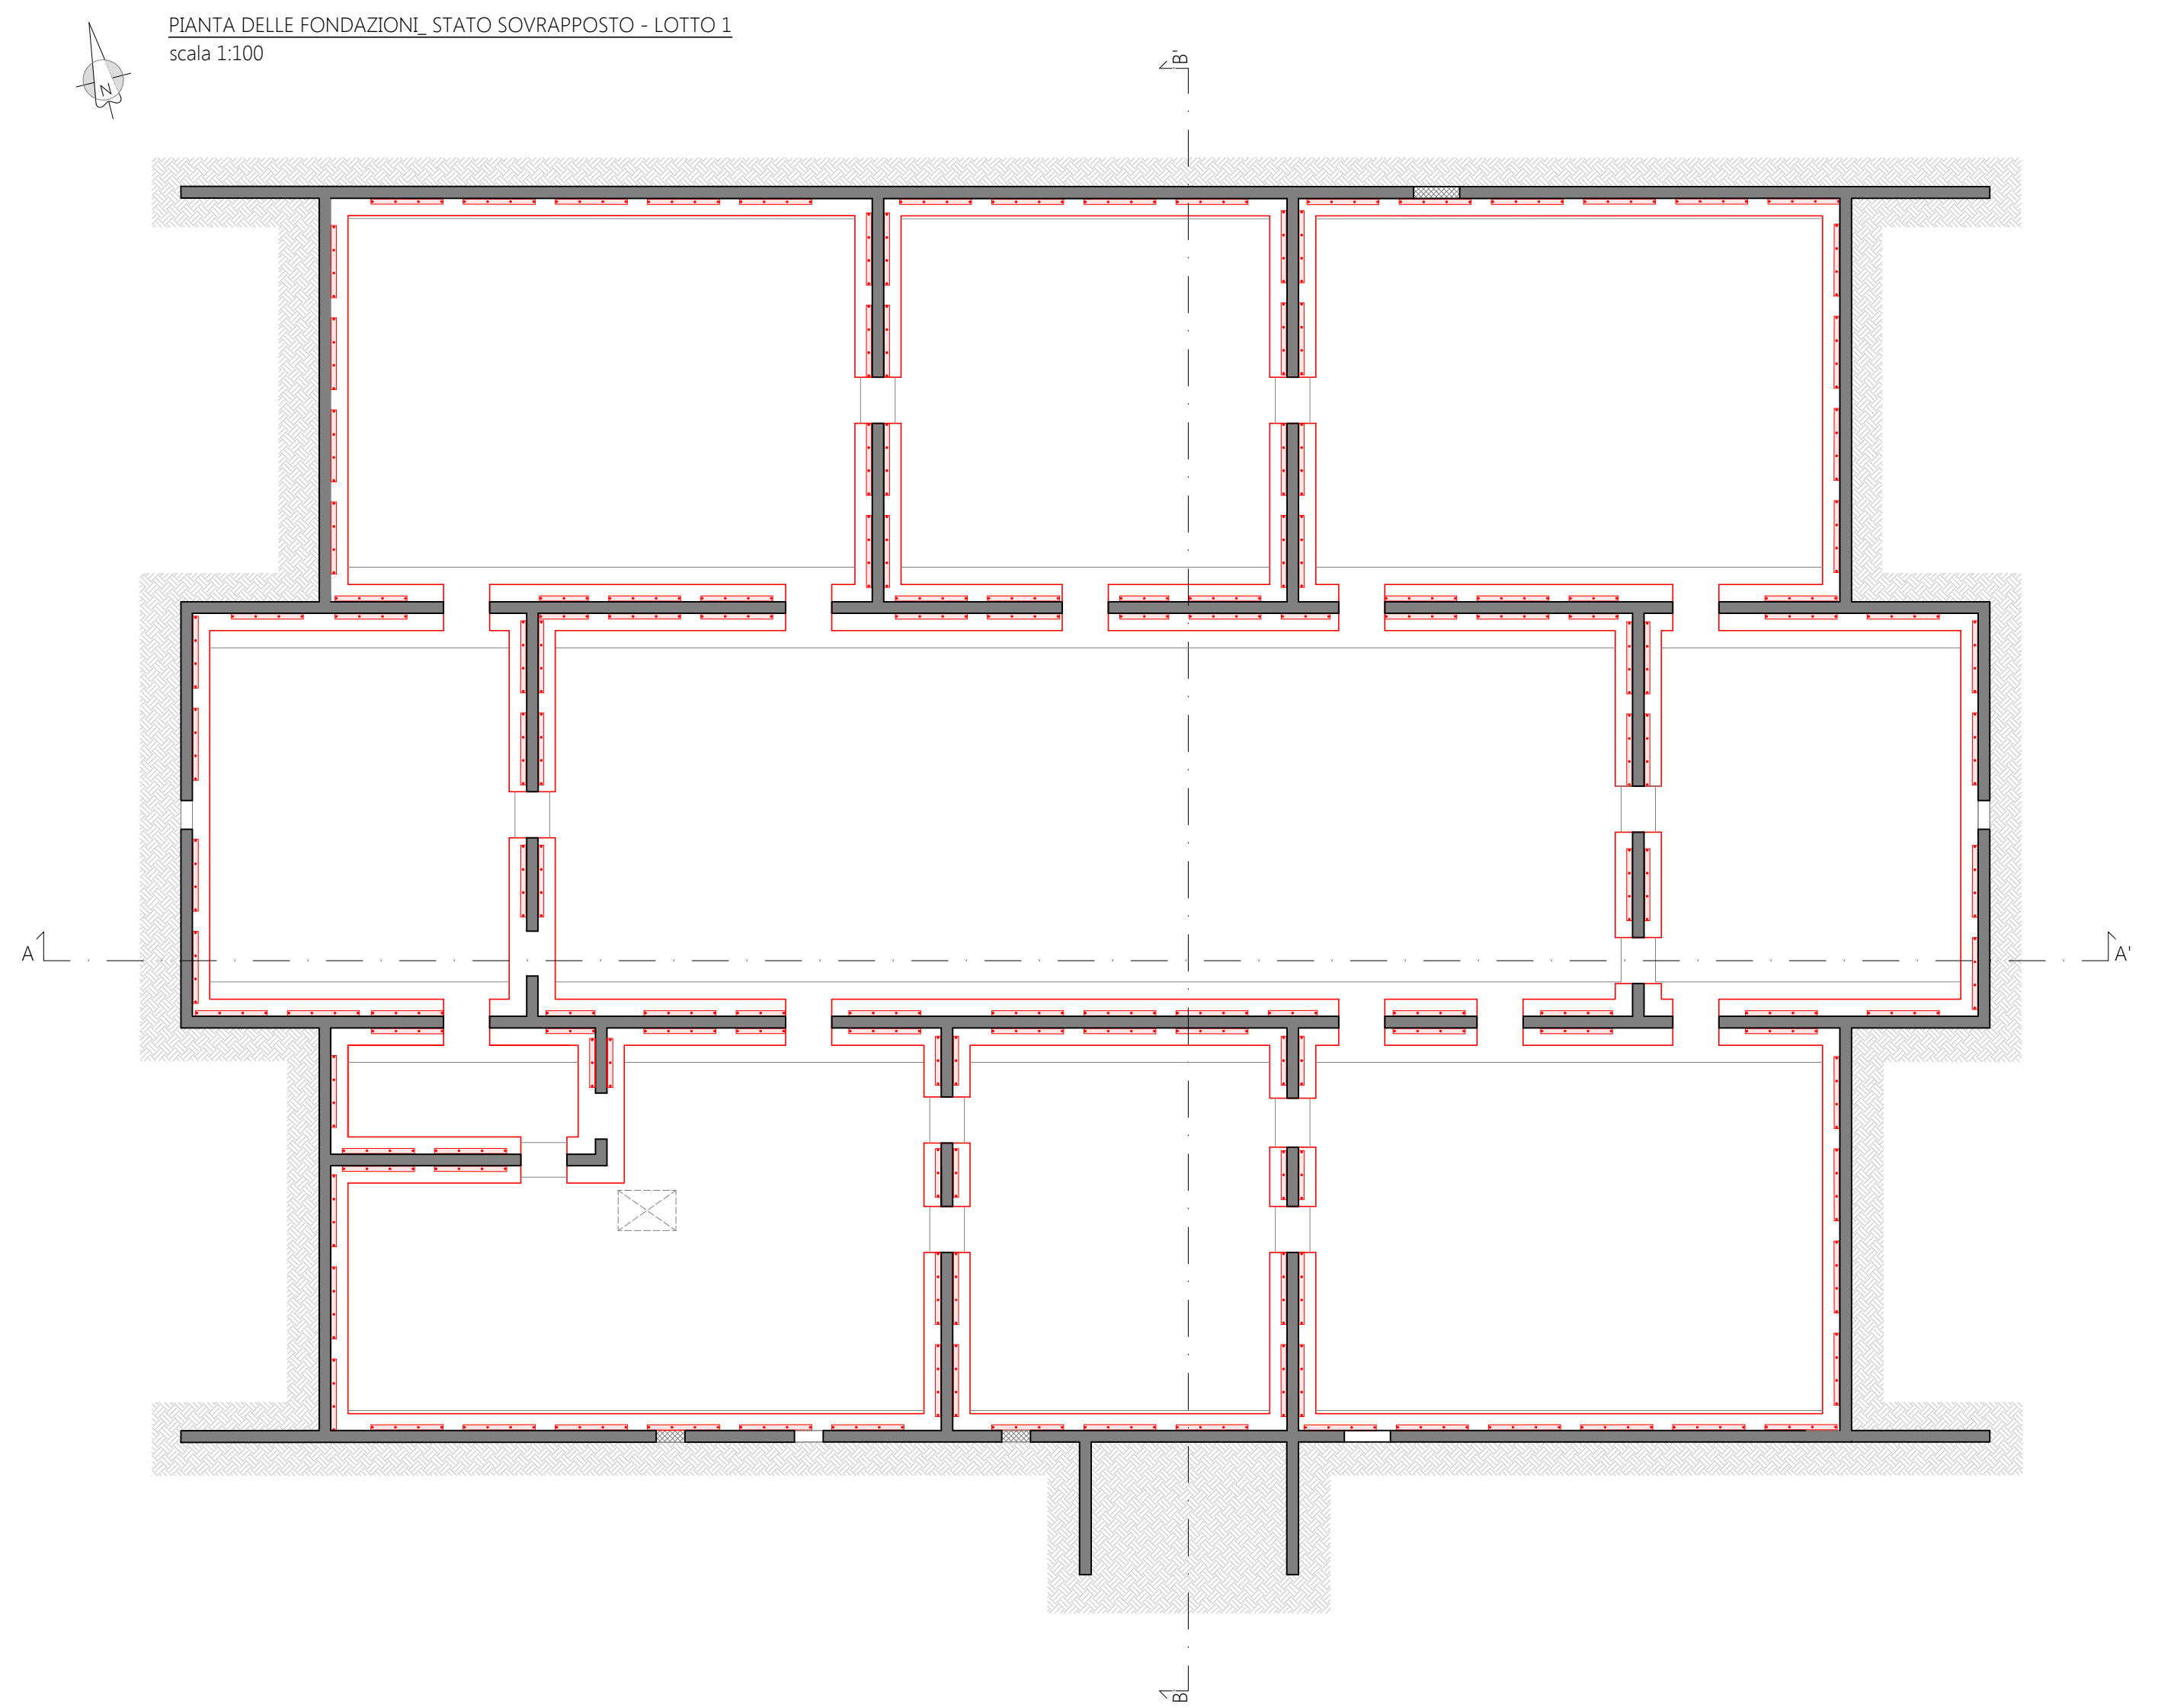 PIANTA DELLE FONDAZIONI_ STATO SOVRAPPOSTO - LOTTO 1
scala 1:100
N
B'
A
A'
B